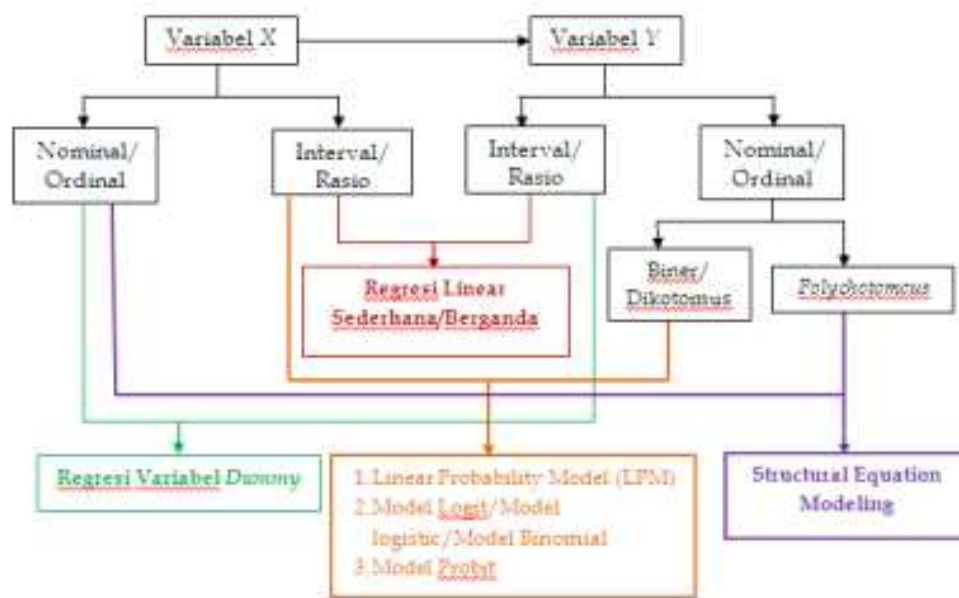 Variabel X
Variabel Y
Nominal/
Ordinal
Interval/
Rasio
Interval/
Rasio
Nominal/
Ordinal
Biner/
Dikotomus
Polychotomous
Regresi Linear
Sederhana/Berganda
Regresi Variabel Dummy
1. Linear Probability Model (LPM)
2. Model Logit/Model
logistic/Model Binomial
3. Model Probit
Structural Equation
Modeling